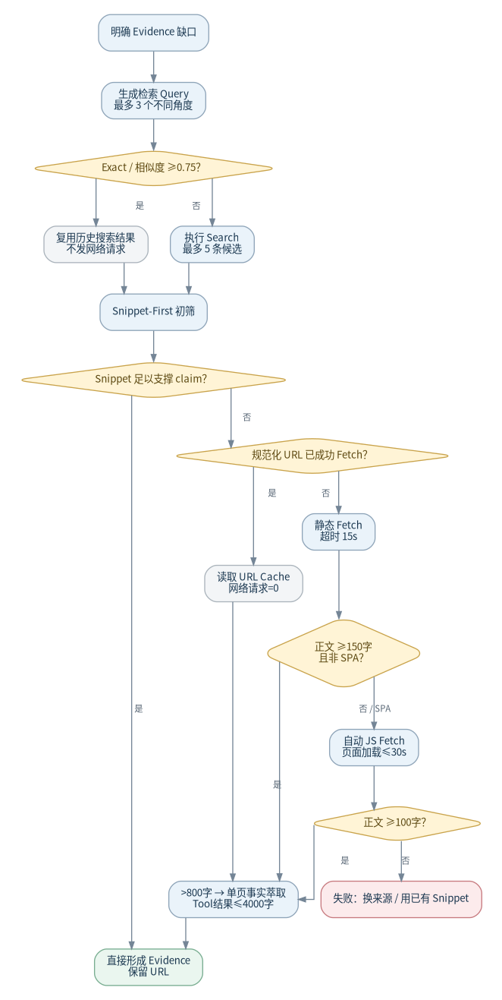 明确 Evidence 缺口
生成检索 Query
最多 3 个不同角度
Exact / 相似度 ≥0.75?
是
否
复用历史搜索结果
不发网络请求
执行 Search
最多 5 条候选
Snippet-First 初筛
Snippet 足以支撑 claim?
否
规范化 URL 已成功 Fetch?
是
否
静态 Fetch
超时 15s
读取 URL Cache
网络请求=0
正文 ≥150字
且非 SPA?
是
否 / SPA
自动 JS Fetch
页面加载≤30s
是
正文 ≥100字?
是
否
>800字 → 单页事实萃取
Tool结果≤4000字
失败：换来源 / 用已有 Snippet
直接形成 Evidence
保留 URL